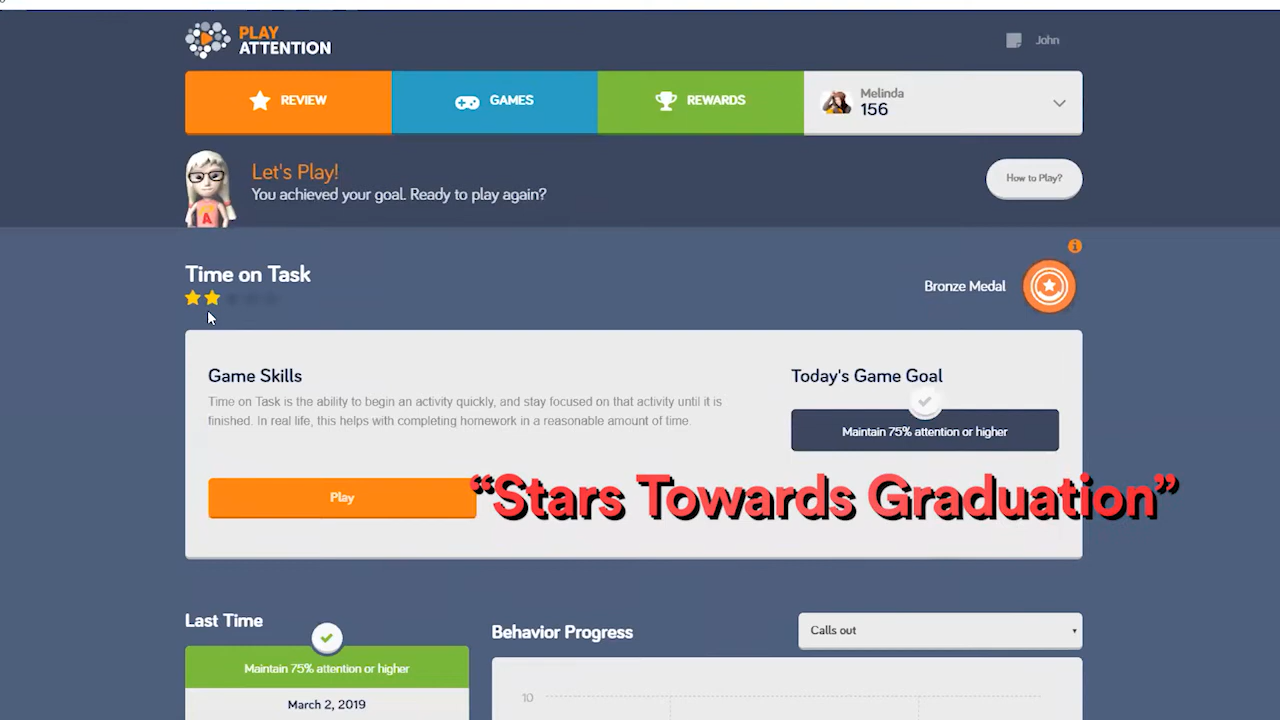 PLAY
ATTENTION
John
REVIEW
GAMES
REWARDS
Melinda
156
Let's Play!
You achieved your goal. Ready to play again?
How to Play?
A
Time on Task
Bronze Medal
i
Game Skills
Time on Task is the ability to begin an activity quickly, and stay focused on that activity until it is
finished. In real life, this helps with completing homework in a reasonable amount of time.
Today's Game Goal
Maintain 75% attention or higher
Play
“Stars Towards Graduation”
Last Time
Maintain 75% attention or higher
March 2, 2019
Behavior Progress
Calls out
10